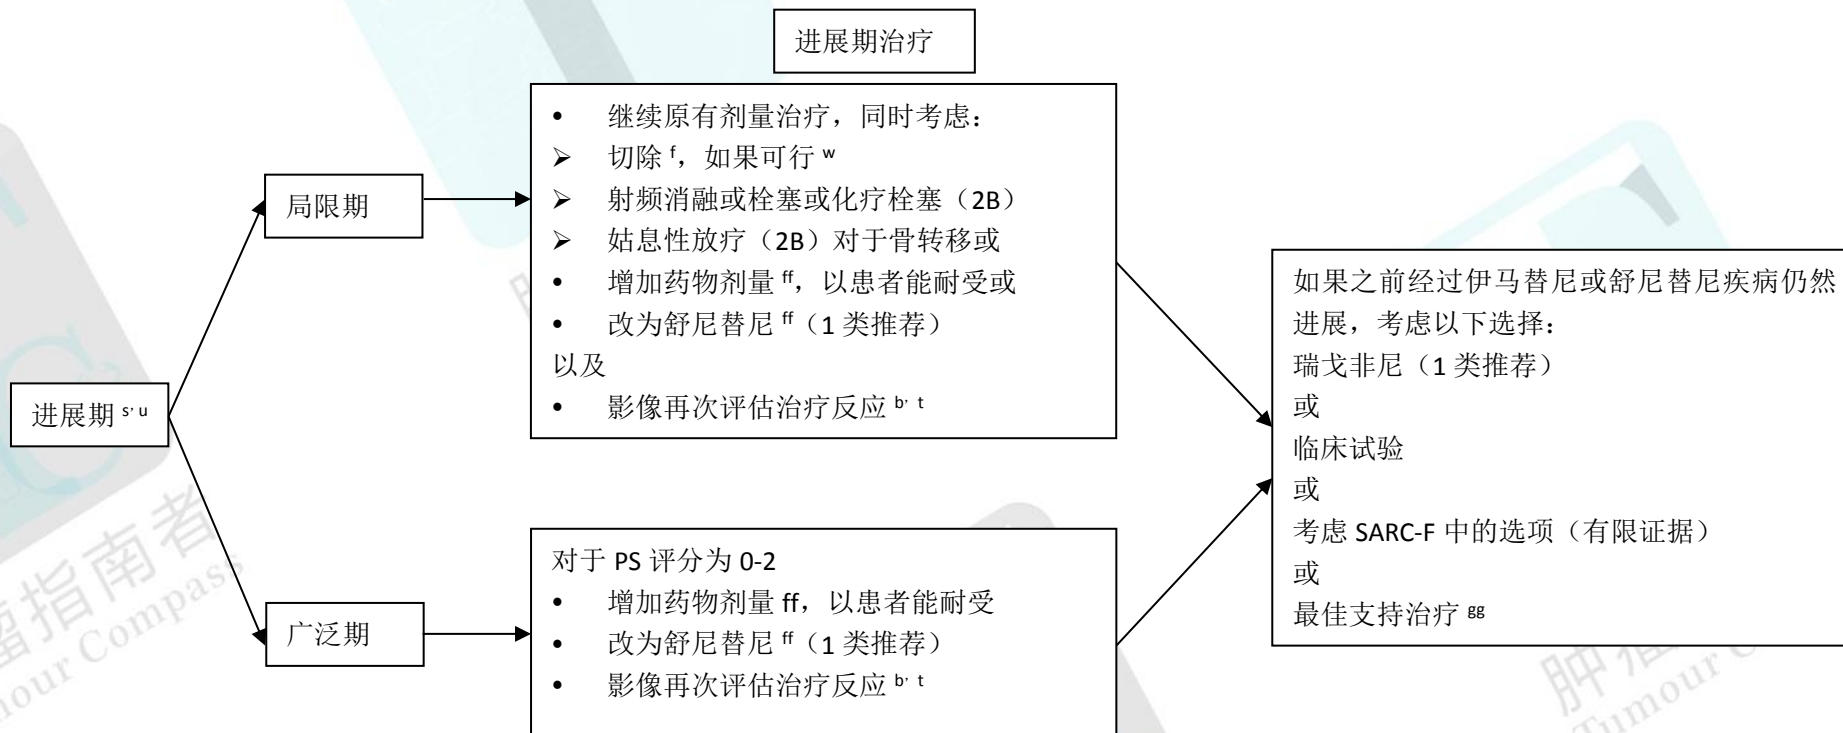 进展期治疗
进展期 s, u
局限期
• 继续原有剂量治疗，同时考虑：
➢ 切除 f，如果可行 w
➢ 射频消融或栓塞或化疗栓塞（2B）
➢ 姑息性放疗（2B）对于骨转移或
• 增加药物剂量 ff，以患者能耐受或
• 改为舒尼替尼 ff（1 类推荐）
以及
• 影像再次评估治疗反应 b, t
广泛期
对于 PS 评分为 0-2
• 增加药物剂量 ff，以患者能耐受
• 改为舒尼替尼 ff（1 类推荐）
• 影像再次评估治疗反应 b, t
如果之前经过伊马替尼或舒尼替尼疾病仍然
进展，考虑以下选择：
瑞戈非尼（1 类推荐）
或
临床试验
或
考虑 SARC-F 中的选项（有限证据）
或
最佳支持治疗 gg
瘤指南者
mour Compass
肿瘤
Tumour C